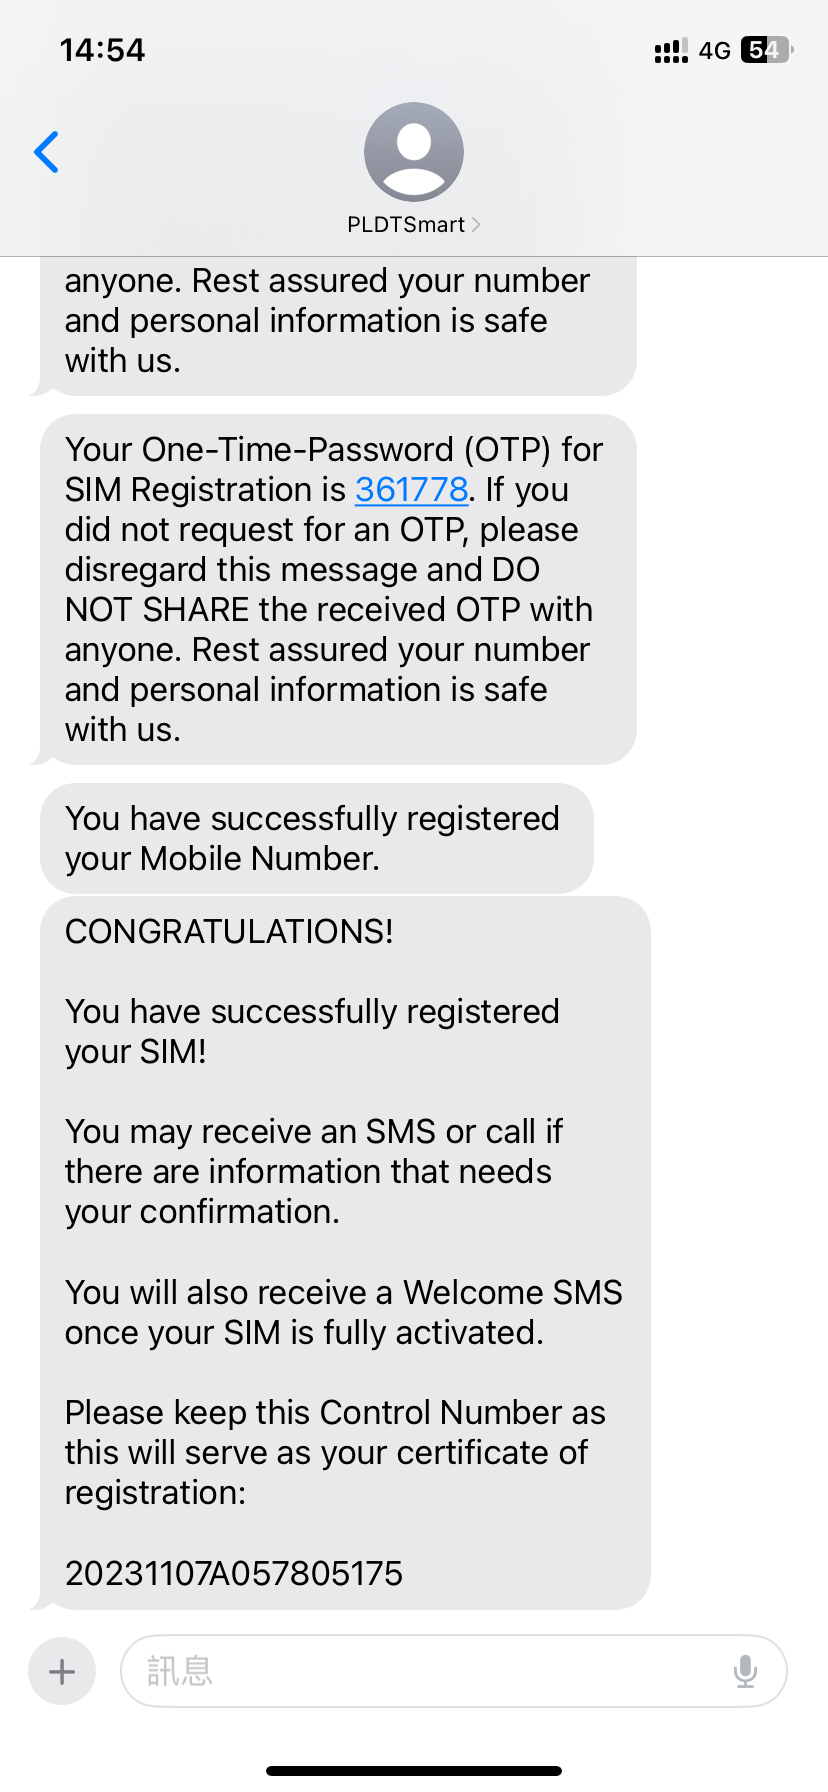 14:54
4G 54
PLDTSmart
anyone. Rest assured your number
and personal information is safe
with us.
Your One-Time-Password (OTP) for
SIM Registration is 361778. If you
did not request for an OTP, please
disregard this message and DO
NOT SHARE the received OTP with
anyone. Rest assured your number
and personal information is safe
with us.
You have successfully registered
your Mobile Number.
CONGRATULATIONS!
You have successfully registered
your SIM!
You may receive an SMS or call if
there are information that needs
your confirmation.
You will also receive a Welcome SMS
once your SIM is fully activated.
Please keep this Control Number as
this will serve as your certificate of
registration:
20231107A057805175
訊息